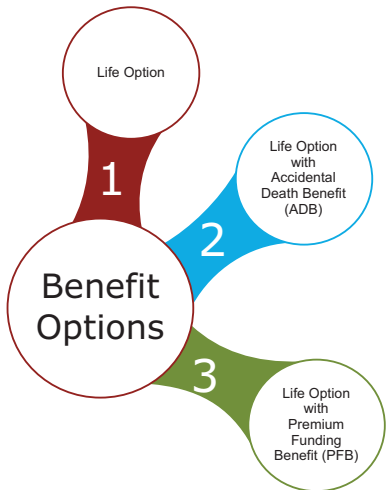 Life Option
1
Life Option
with
Accidental
Death Benefit
(ADB)
2
Benefit
Options
3
Life Option
with
Premium
Funding
Benefit (PFB)